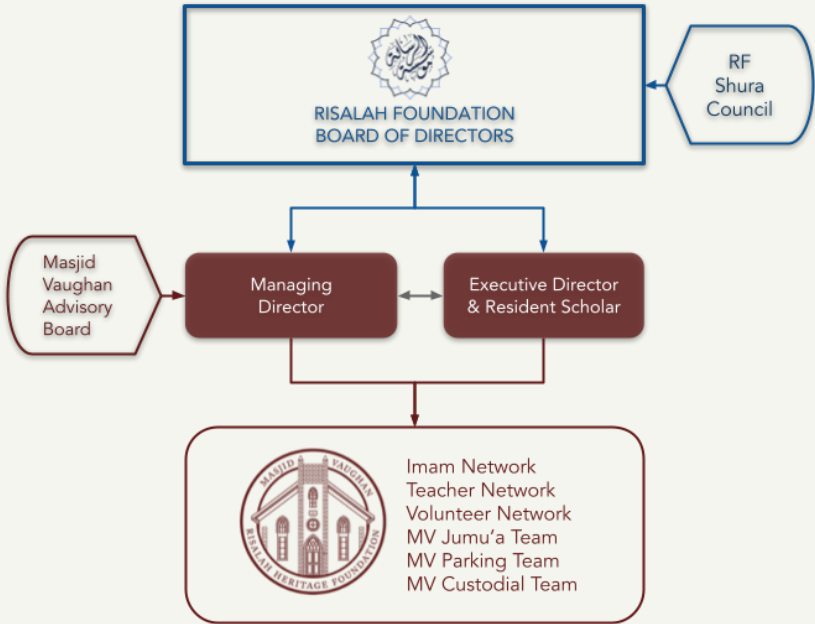 مؤسسة الرسالة
RISALAH FOUNDATION
BOARD OF DIRECTORS
RF
Shura
Council
Masjid
Vaughan
Advisory
Board
Managing
Director
Executive Director
& Resident Scholar
MASJID VAUGHAN
RISALAH HERITAGE FOUNDATION
Imam Network
Teacher Network
Volunteer Network
MV Jumu’a Team
MV Parking Team
MV Custodial Team